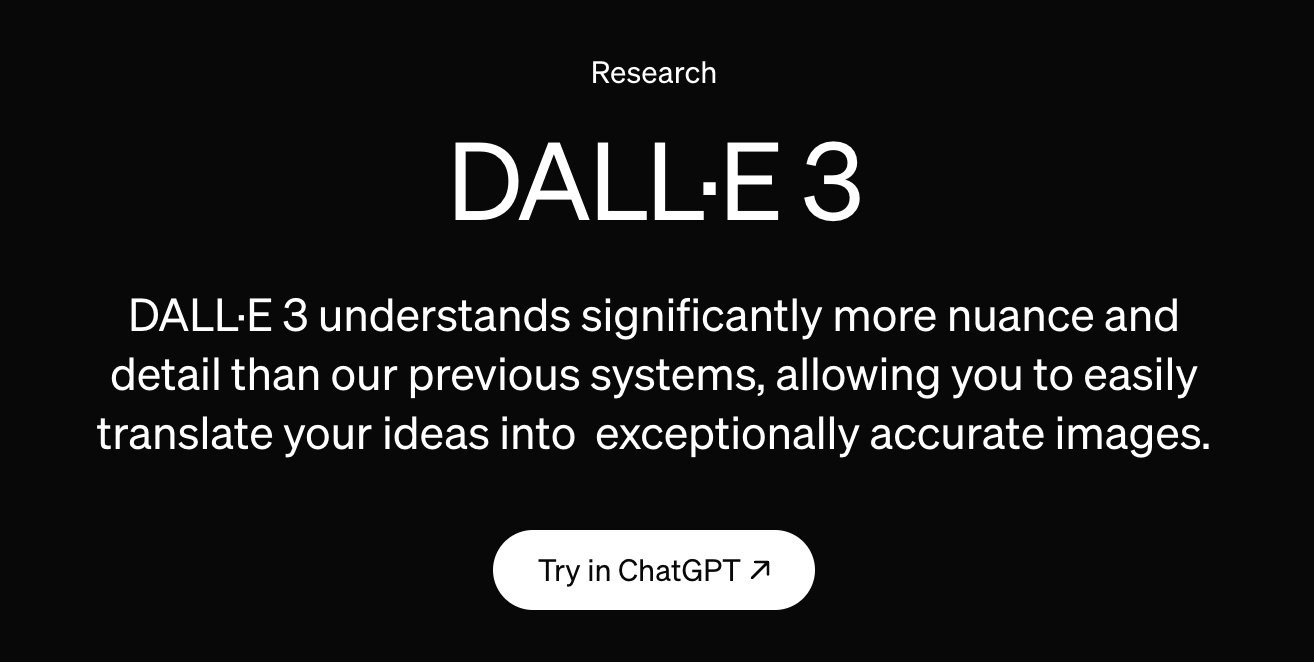 Research
DALL·E 3
DALL·E 3 understands significantly more nuance and
detail than our previous systems, allowing you to easily
translate your ideas into  exceptionally accurate images.
Try in ChatGPT ↗